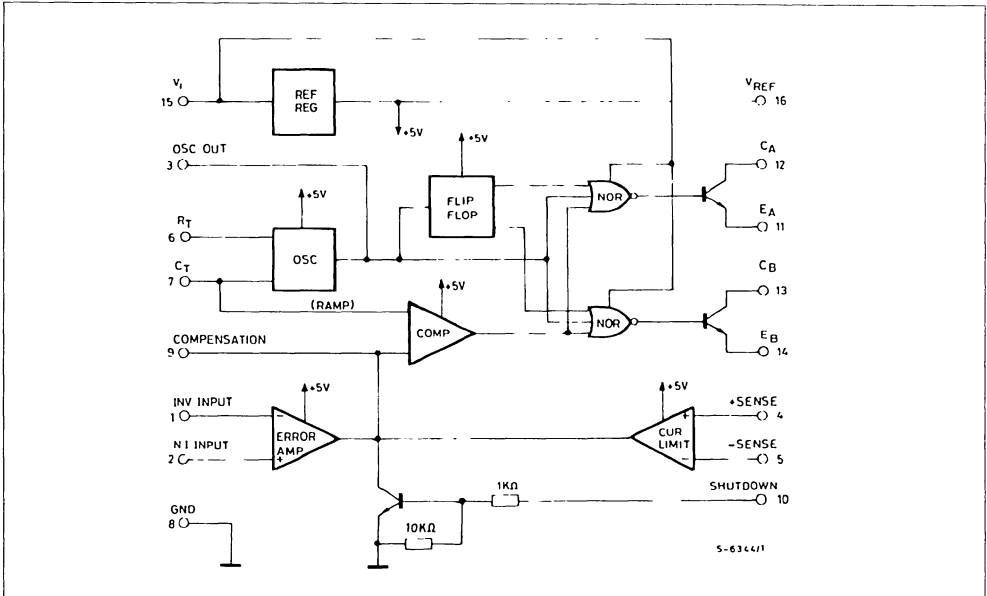 V_I
15
REF
REG
+5V
V_REF
16
OSC OUT
3
+5V
C_A
12
FLIP
FLOP
NOR
E_A
11
+5V
R_T
6
OSC
C_T
7
C_B
13
(RAMP)
+5V
COMP
NOR
E_B
14
COMPENSATION
9
INV INPUT
1
+5V
-
ERROR
AMP
+
NI INPUT
2
+5V
+SENSE
4
+
CUR
LIMIT
-
-SENSE
5
1KΩ
SHUTDOWN
10
GND
8
10KΩ
S-6344/1